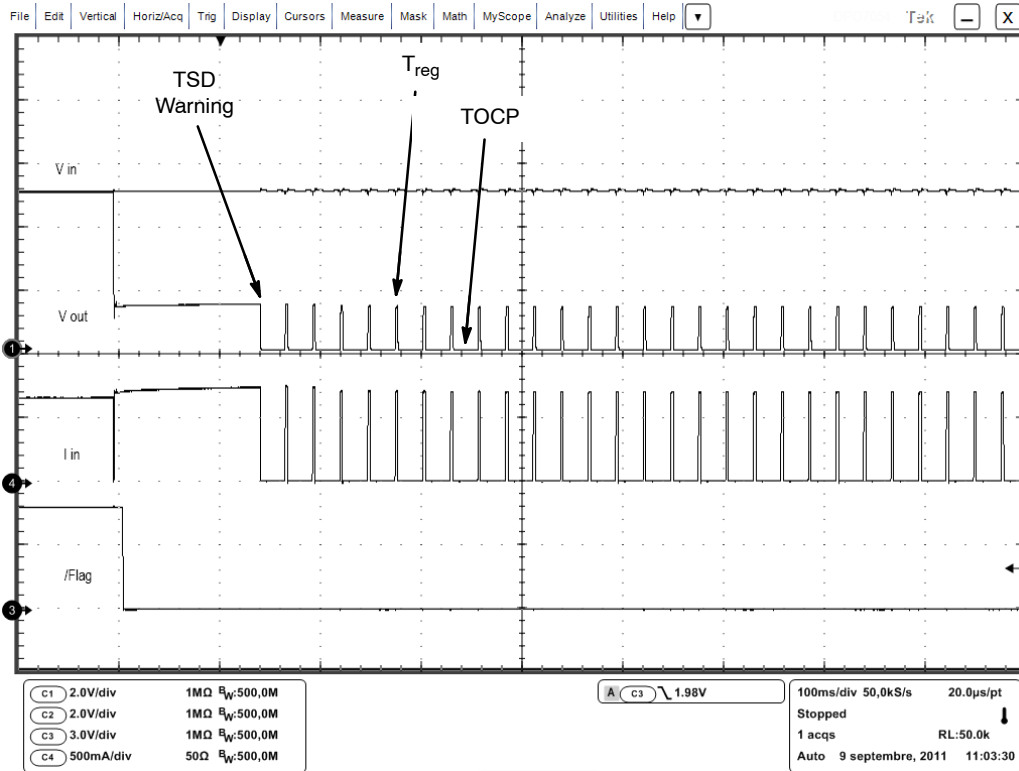 File Edit Vertical Horiz/Acq Trig Display Cursors Measure Mask Math MyScope Analyze Utilities Help Tek X
TSD
Warning
Treg
TOCP
V in
V out
1
I in
4
/Flag
3
C1 2.0V/div 1MΩ BW:500,0M
C2 2.0V/div 1MΩ BW:500,0M
C3 3.0V/div 1MΩ BW:500,0M
C4 500mA/div 50Ω BW:500,0M
A C3 1.98V
100ms/div 50,0kS/s 20.0µs/pt
Stopped
1 acqs RL:50.0k
Auto 9 septembre, 2011 11:03:30